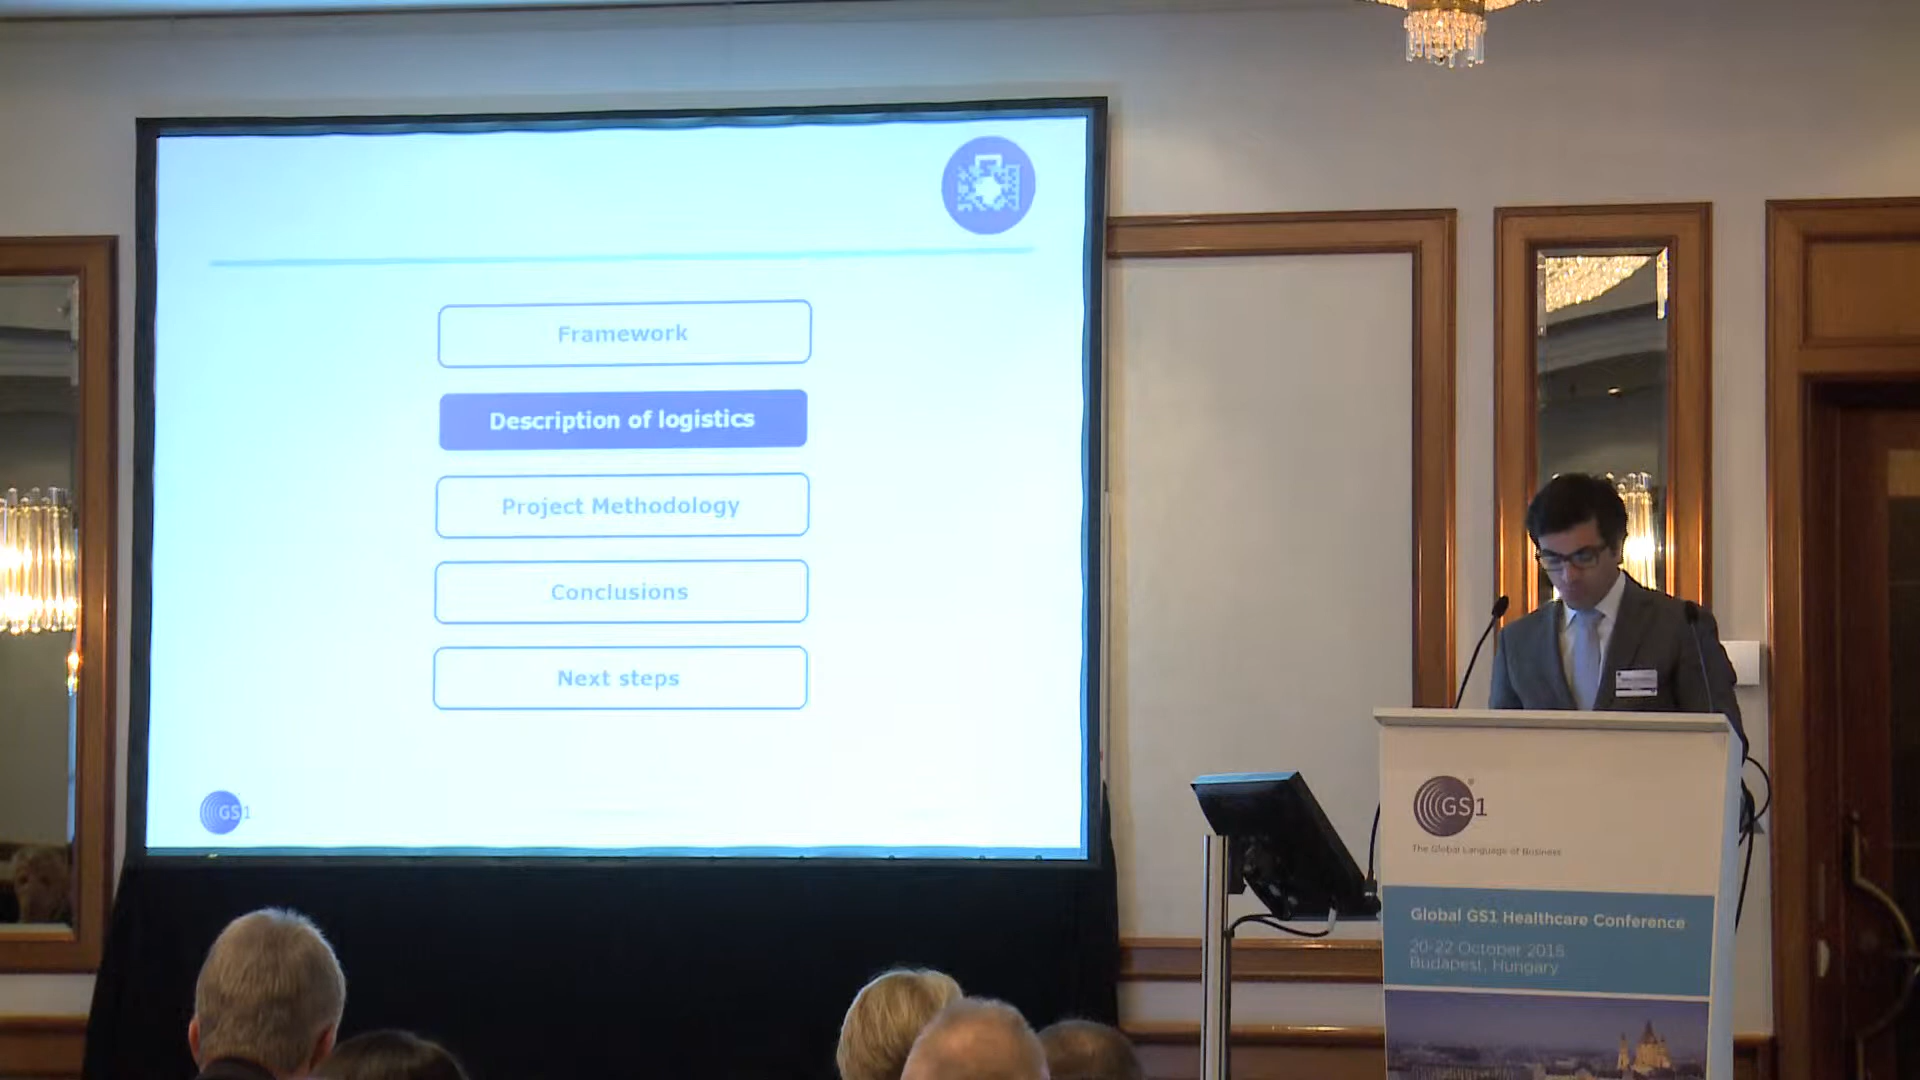 Framework
Description of logistics
Project Methodology
Conclusions
Next steps
GS1
GS1
The Global Language of Business
Global GS1 Healthcare Conference
20-22 October 2015
Budapest, Hungary